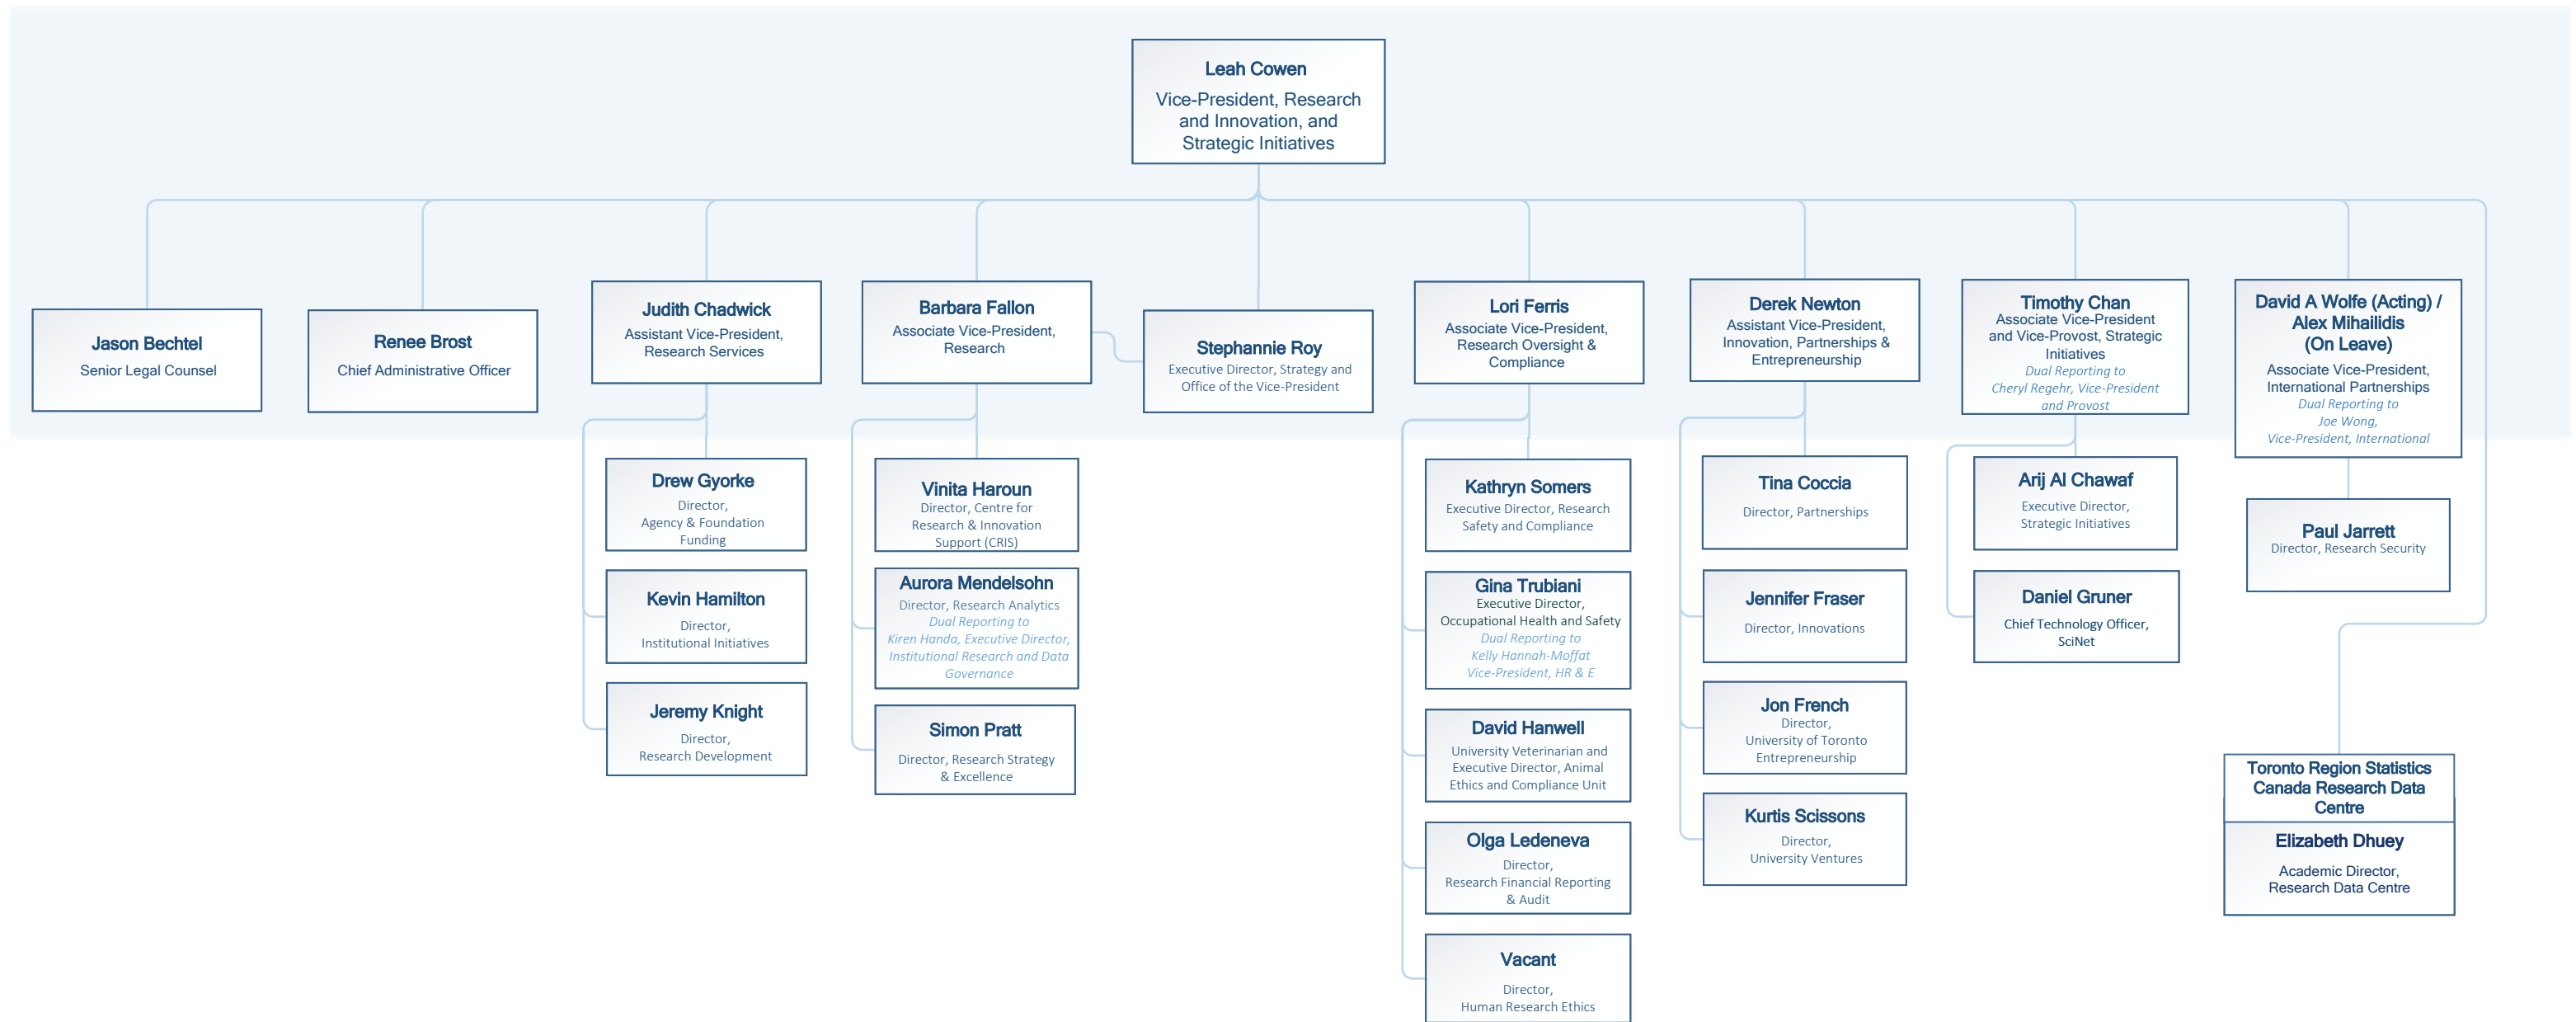 Leah Cowen
Vice-President, Research
and Innovation, and
Strategic Initiatives
Jason Bechtel
Senior Legal Counsel
Renee Brost
Chief Administrative Officer
Judith Chadwick
Assistant Vice-President,
Research Services
Barbara Fallon
Associate Vice-President,
Research
Stephannie Roy
Executive Director, Strategy and
Office of the Vice-President
Lori Ferris
Associate Vice-President,
Research Oversight &
Compliance
Derek Newton
Assistant Vice-President,
Innovation, Partnerships &
Entrepreneurship
Timothy Chan
Associate Vice-President
and Vice-Provost, Strategic
Initiatives
Dual Reporting to
Cheryl Regehr, Vice-President
and Provost
David A Wolfe (Acting) /
Alex Mihailidis
(On Leave)
Associate Vice-President,
International Partnerships
Dual Reporting to
Joe Wong,
Vice-President, International
Drew Gyorke
Director,
Agency & Foundation
Funding
Kevin Hamilton
Director,
Institutional Initiatives
Jeremy Knight
Director,
Research Development
Vinita Haroun
Director, Centre for
Research & Innovation
Support (CRIS)
Aurora Mendelsohn
Director, Research Analytics
Dual Reporting to
Kiren Handa, Executive Director,
Institutional Research and Data
Governance
Simon Pratt
Director, Research Strategy
& Excellence
Kathryn Somers
Executive Director, Research
Safety and Compliance
Gina Trubiani
Executive Director,
Occupational Health and Safety
Dual Reporting to
Kelly Hannah-Moffat
Vice-President, HR & E
David Hanwell
University Veterinarian and
Executive Director, Animal
Ethics and Compliance Unit
Olga Ledeneva
Director,
Research Financial Reporting
& Audit
Vacant
Director,
Human Research Ethics
Tina Coccia
Director, Partnerships
Jennifer Fraser
Director, Innovations
Jon French
Director,
University of Toronto
Entrepreneurship
Kurtis Scissons
Director,
University Ventures
Arij Al Chawaf
Executive Director,
Strategic Initiatives
Daniel Gruner
Chief Technology Officer,
SciNet
Paul Jarrett
Director, Research Security
Toronto Region Statistics
Canada Research Data
Centre
Elizabeth Dhuey
Academic Director,
Research Data Centre